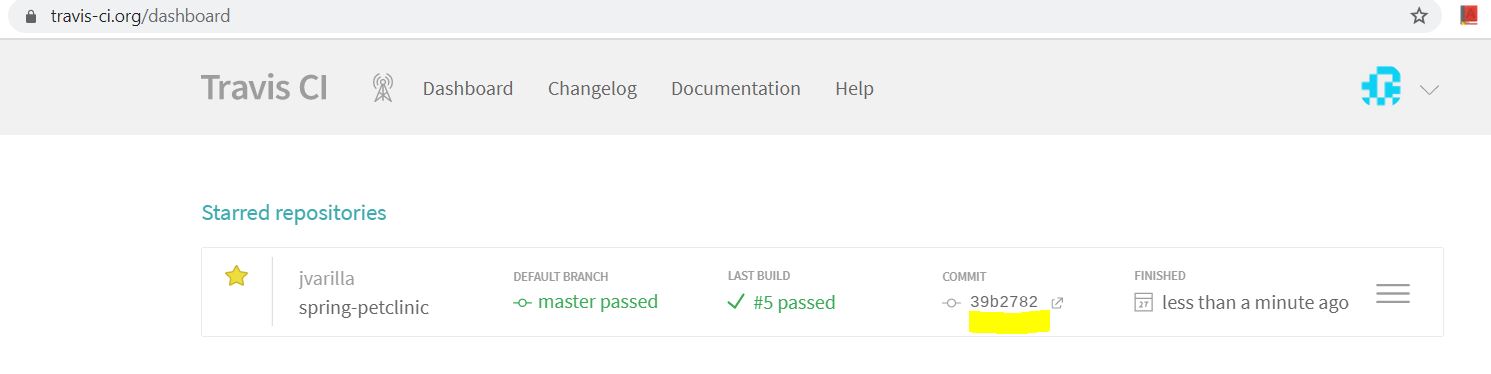 travis-ci.org/dashboard
Travis CI Dashboard Changelog Documentation Help
Starred repositories
jvarilla
spring-petclinic
DEFAULT BRANCH
master passed
LAST BUILD
#5 passed
COMMIT
39b2782
FINISHED
27 less than a minute ago